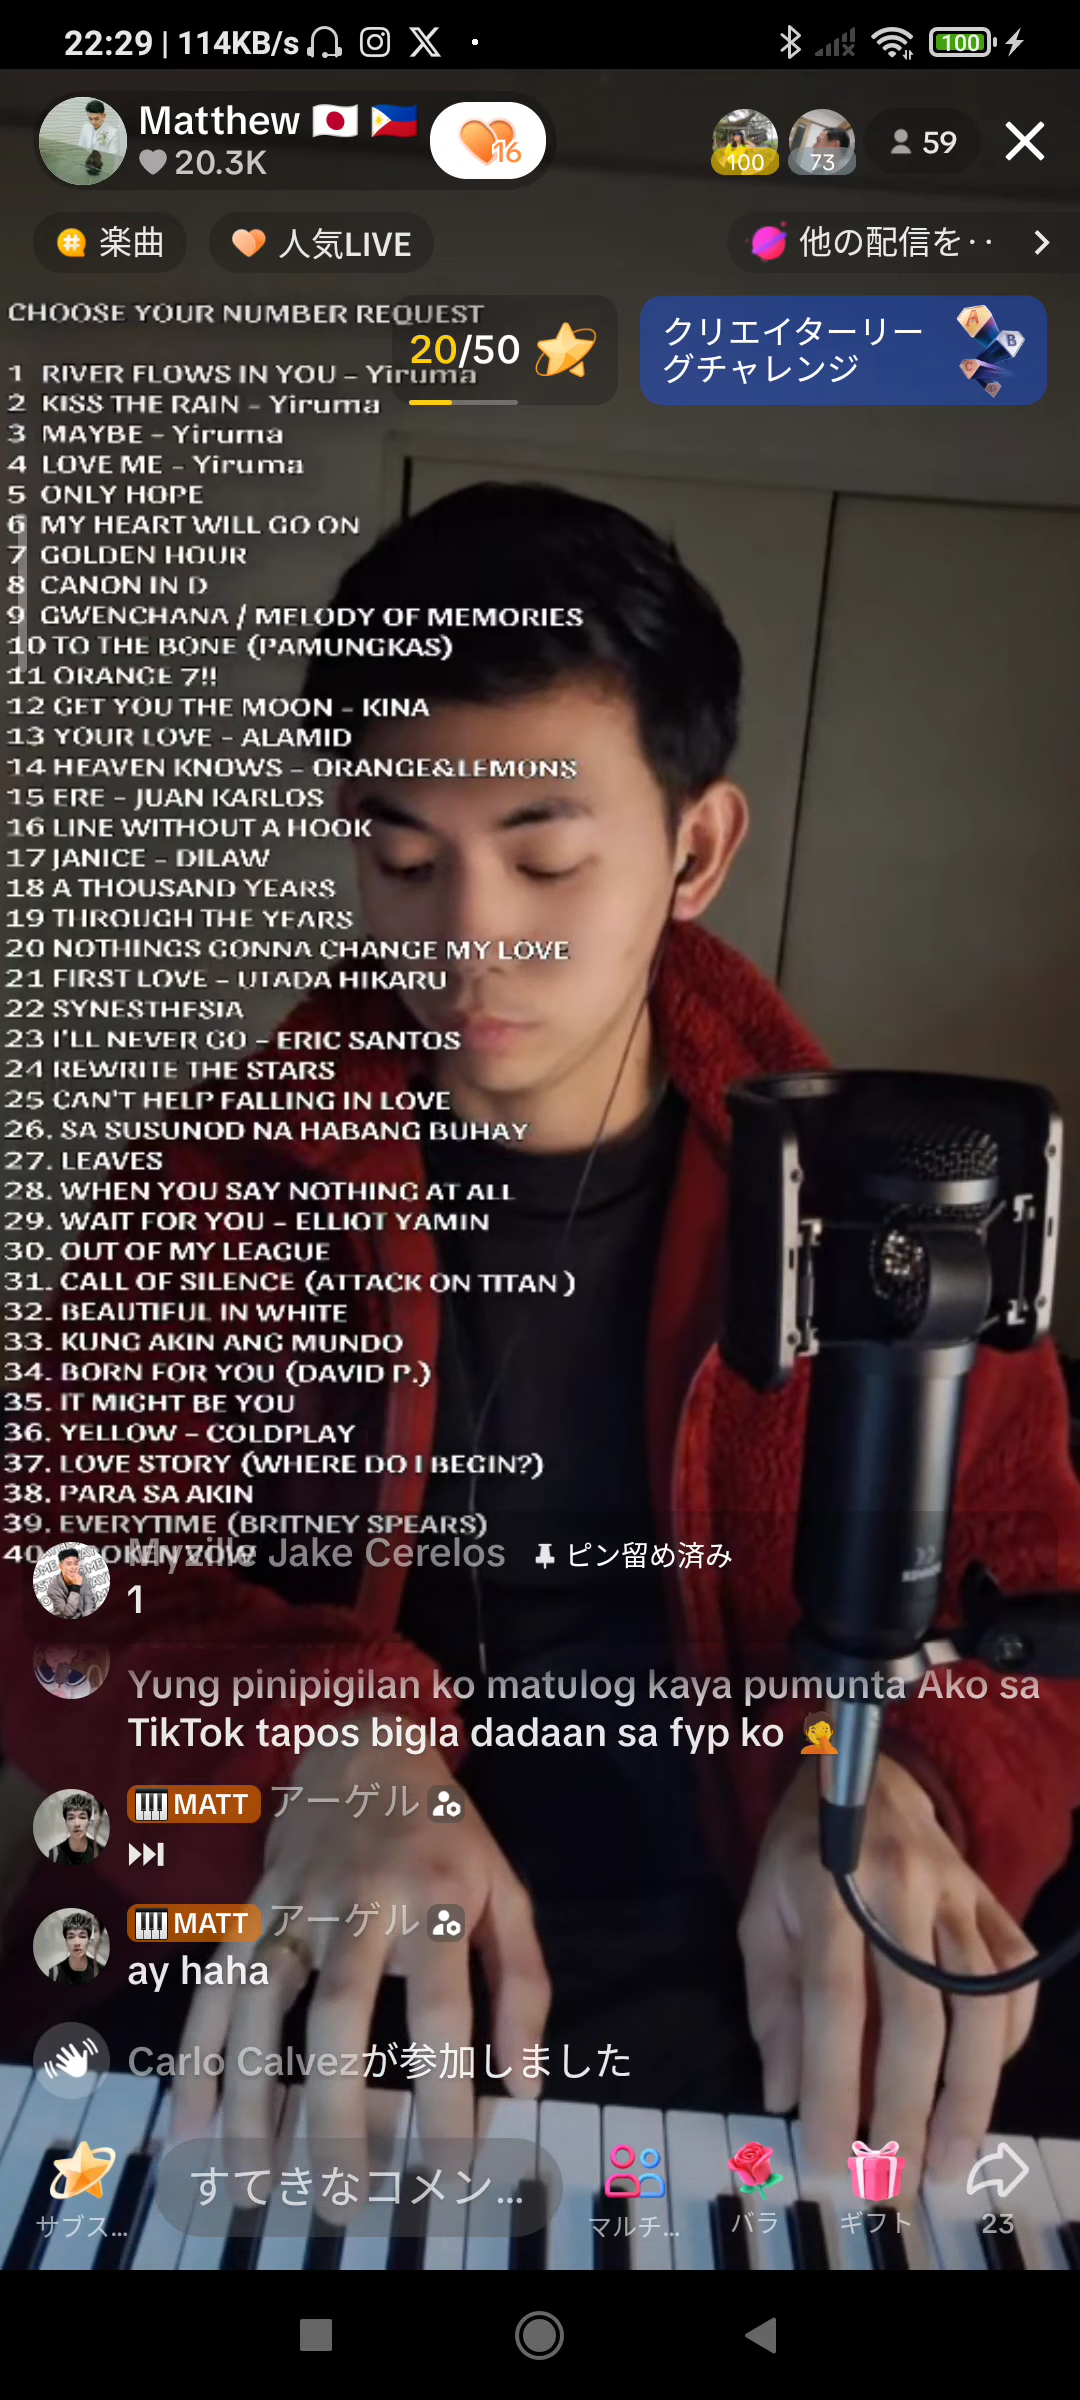 22:29 | 114KB/s
100
Matthew 🇯🇵 🇵🇭
20.3K
16
100
73
59
楽曲
人気LIVE
他の配信を‥
CHOOSE YOUR NUMBER REQUEST
20/50
クリエイターリー
グチャレンジ
1 RIVER FLOWS IN YOU - Yiruma
2 KISS THE RAIN - Yiruma
3 MAYBE - Yiruma
4 LOVE ME - Yiruma
5 ONLY HOPE
6 MY HEART WILL GO ON
7 GOLDEN HOUR
8 CANON IN D
9 GWENCHANA / MELODY OF MEMORIES
10 TO THE BONE (PAMUNGKAS)
11 ORANGE 7!!
12 GET YOU THE MOON - KINA
13 YOUR LOVE - ALAMID
14 HEAVEN KNOWS - ORANGE&LEMONS
15 ERE - JUAN KARLOS
16 LINE WITHOUT A HOOK
17 JANICE - DILAW
18 A THOUSAND YEARS
19 THROUGH THE YEARS
20 NOTHINGS GONNA CHANGE MY LOVE
21 FIRST LOVE - UTADA HIKARU
22 SYNESTHESIA
23 I'LL NEVER GO - ERIC SANTOS
24 REWRITE THE STARS
25 CAN'T HELP FALLING IN LOVE
26. SA SUSUNOD NA HABANG BUHAY
27. LEAVES
28. WHEN YOU SAY NOTHING AT ALL
29. WAIT FOR YOU - ELLIOT YAMIN
30. OUT OF MY LEAGUE
31. CALL OF SILENCE (ATTACK ON TITAN )
32. BEAUTIFUL IN WHITE
33. KUNG AKIN ANG MUNDO
34. BORN FOR YOU (DAVID P.)
35. IT MIGHT BE YOU
36. YELLOW - COLDPLAY
37. LOVE STORY (WHERE DO I BEGIN?)
38. PARA SA AKIN
39. EVERYTIME (BRITNEY SPEARS)
40 VOW
Jake Cerelos ピン留め済み
1
Yung pinipigilan ko matulog kaya pumunta Ako sa
TikTok tapos bigla dadaan sa fyp ko 🤦
MATT アーゲル
⏭
MATT アーゲル
ay haha
Carlo Calvezが参加しました
すてきなコメン...
サブス...
マルチ...
バラ
ギフト
23